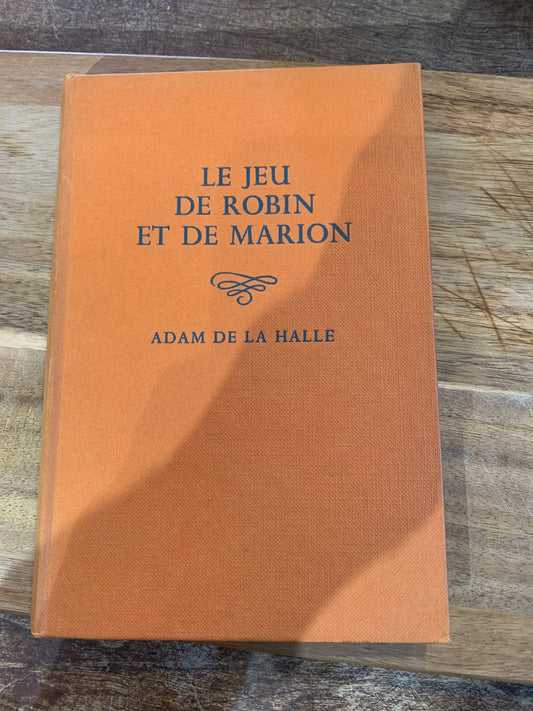 LE JEU
DE ROBIN
ET DE MARION
ADAM DE LA HALLE